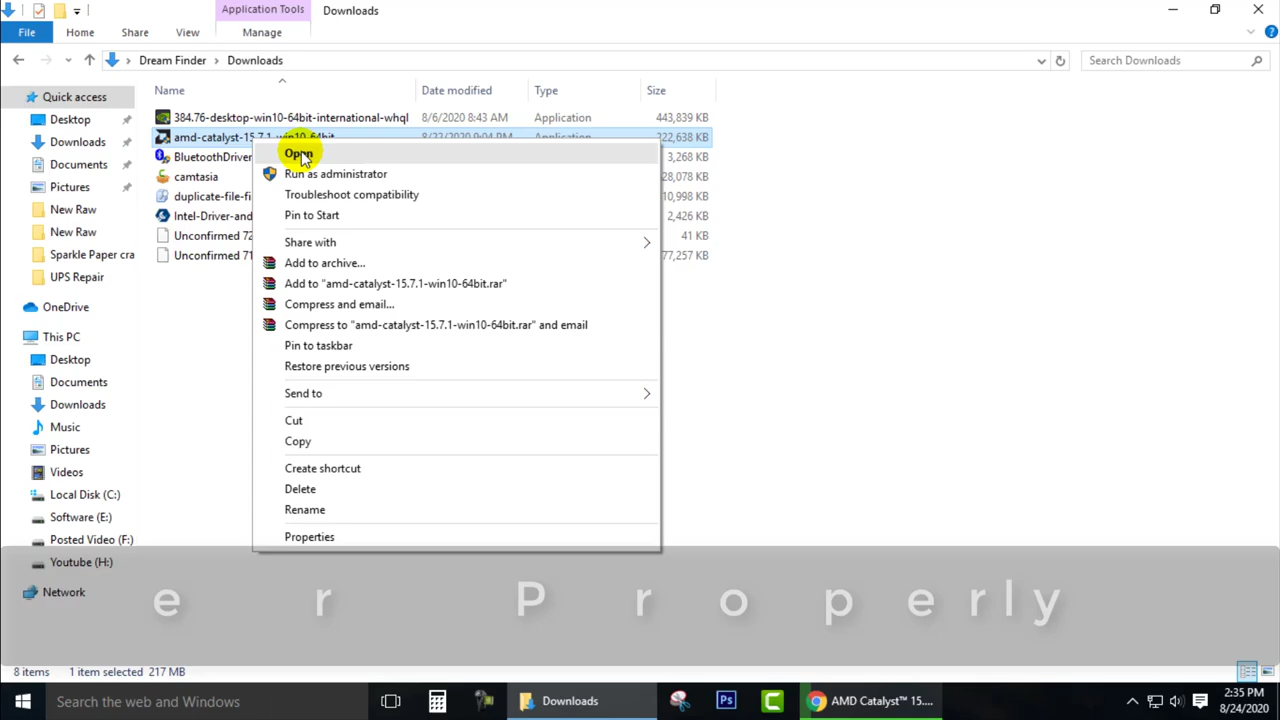 Application Tools
Downloads
File
Home
Share
View
Manage
Dream Finder
Downloads
Search Downloads
Quick access
Desktop
Downloads
Documents
Pictures
New Raw
New Raw
Sparkle Paper cra
UPS Repair
OneDrive
This PC
Desktop
Documents
Downloads
Music
Pictures
Videos
Local Disk (C:)
Software (E:)
Posted Video (F:)
Youtube (H:)
Network
Name
Date modified
Type
Size
384.76-desktop-win10-64bit-international-whql
8/6/2020 8:43 AM
Application
443,839 KB
amd-catalyst-15.7.1-win10-64bit
8/22/2020 9:04 PM
Application
222,638 KB
BluetoothDriver
3,268 KB
camtasia
28,078 KB
duplicate-file-fi
10,998 KB
Intel-Driver-and
2,426 KB
Unconfirmed 72
41 KB
Unconfirmed 71
77,257 KB
Open
Run as administrator
Troubleshoot compatibility
Pin to Start
Share with
Add to archive...
Add to "amd-catalyst-15.7.1-win10-64bit.rar"
Compress and email...
Compress to "amd-catalyst-15.7.1-win10-64bit.rar" and email
Pin to taskbar
Restore previous versions
Send to
Cut
Copy
Create shortcut
Delete
Rename
Properties
e r P r o p e r l y
8 items
1 item selected 217 MB
Search the web and Windows
Downloads
Ps
AMD Catalyst™ 15....
2:35 PM
8/24/2020